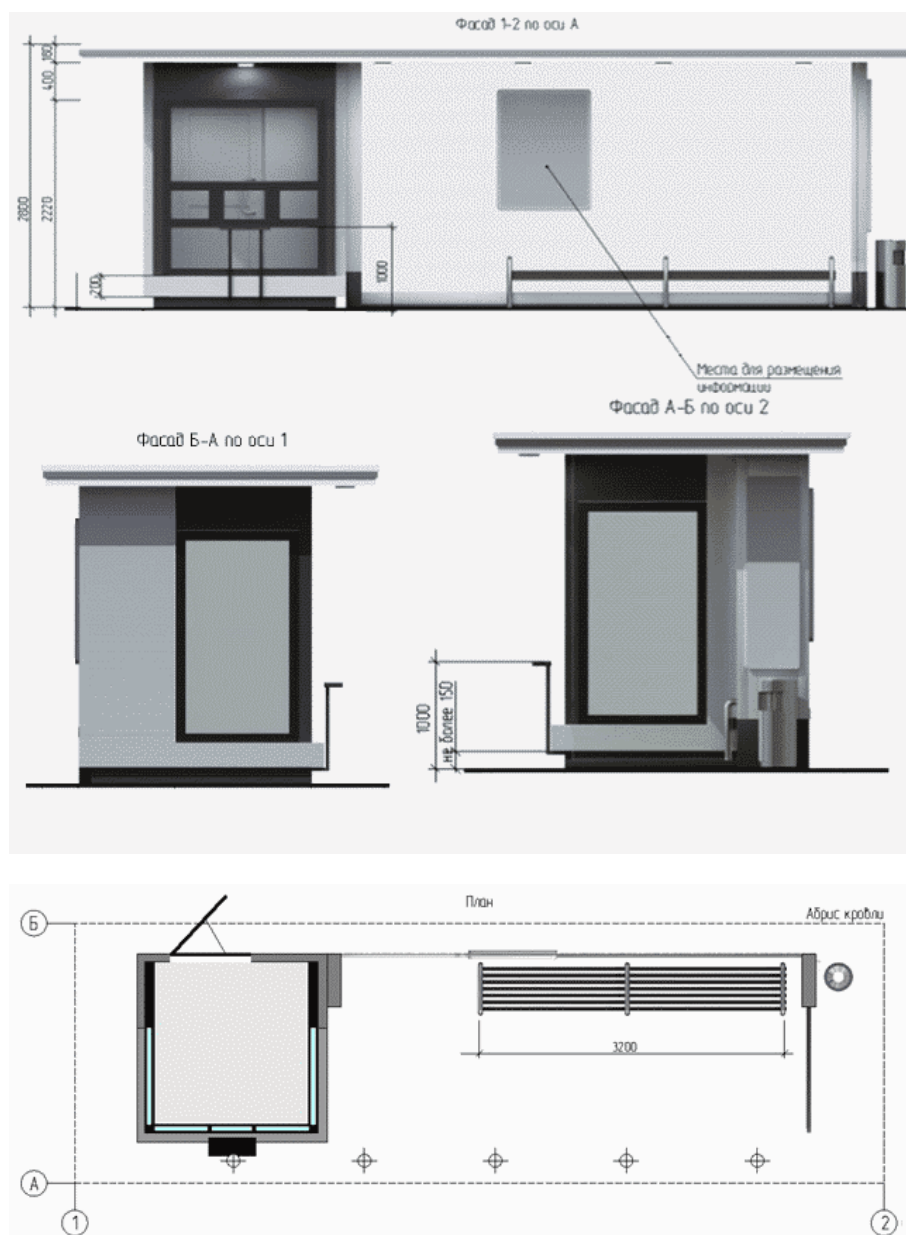 Фасад 1-2 по оси А
180
400
2800
2220
200
1000
Места для размещения
информации
Фасад Б-А по оси 1
Фасад А-Б по оси 2
1000
не более 150
План
Б
Абрис кровли
3200
А
1
2